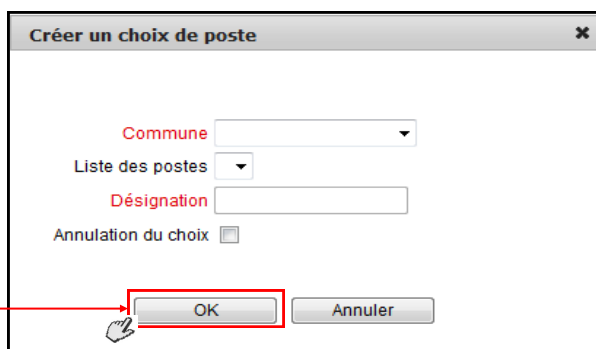 Créer un choix de poste
Commune
Liste des postes
Désignation
Annulation du choix
OK Annuler